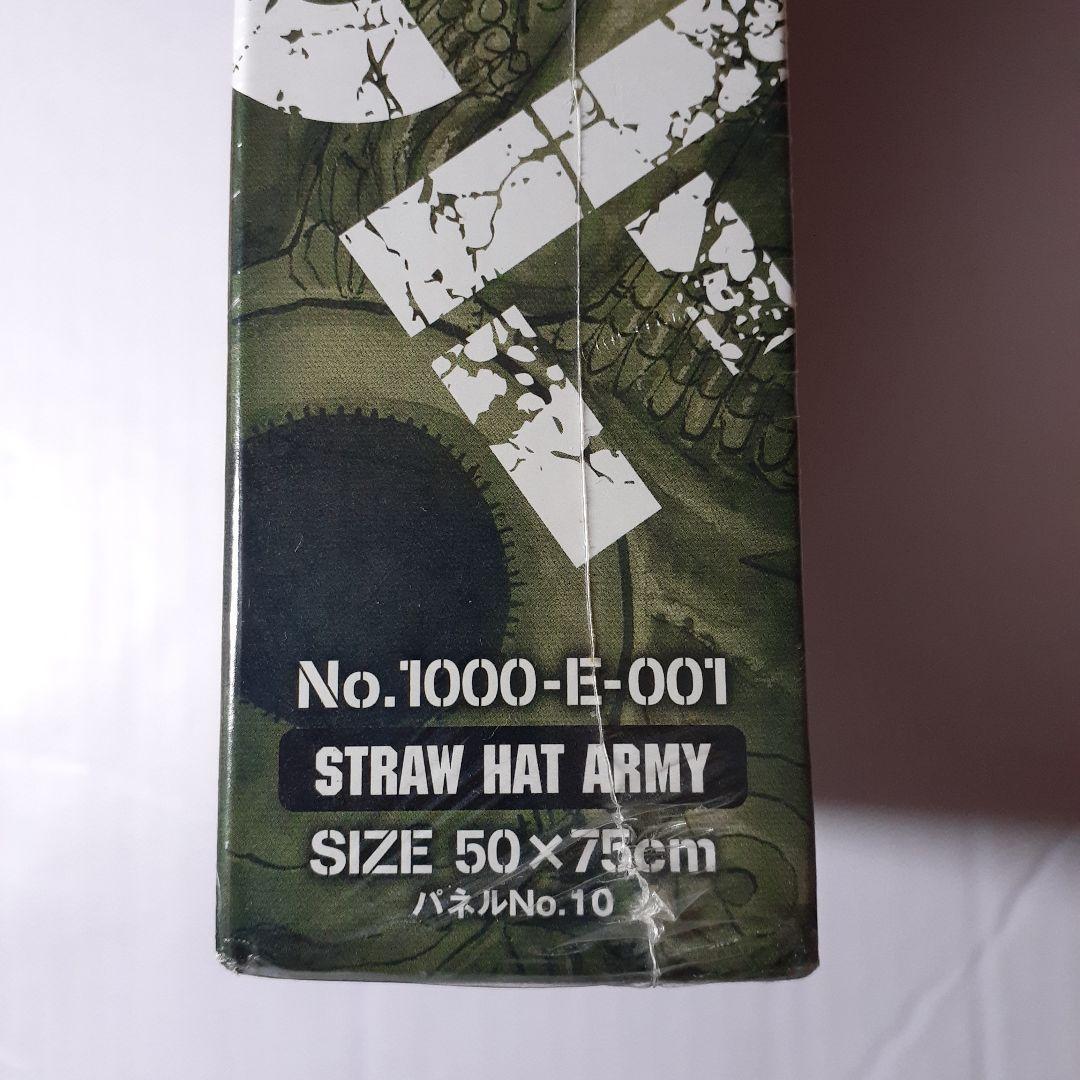 No.1000-E-001
STRAW HAT ARMY
SIZE 50×75cm
パネルNo.10